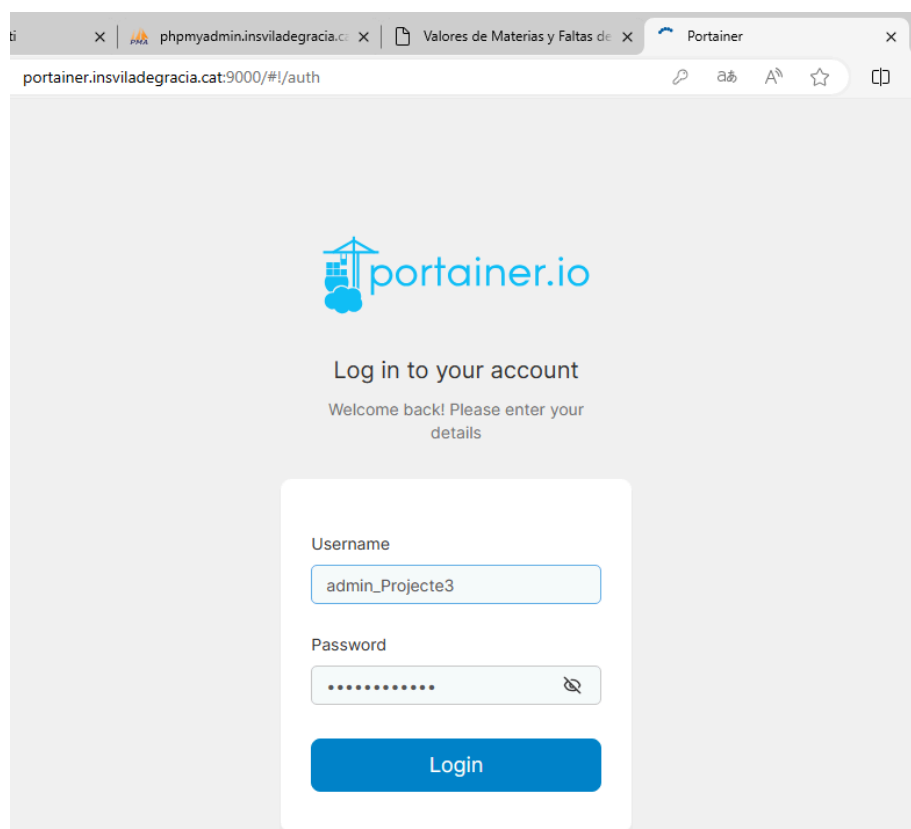 ti
phpmyadmin.insviladegracia.c
Valores de Materias y Faltas de
Portainer
portainer.insviladegracia.cat:9000/#!/auth
portainer.io
Log in to your account
Welcome back! Please enter your
details
Username
admin_Projecte3
Password
••••••••••••
Login